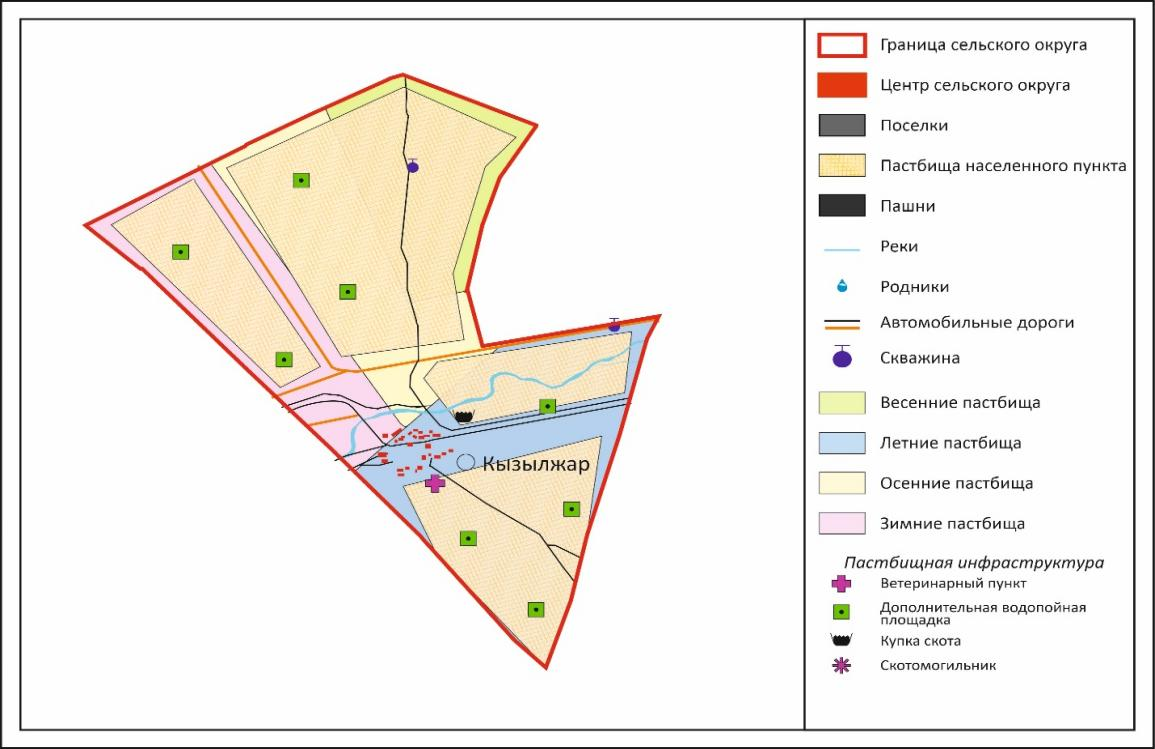 Кызылжар
Граница сельского округа
Центр сельского округа
Поселки
Пастбища населенного пункта
Пашни
Реки
Родники
Автомобильные дороги
Скважина
Весенние пастбища
Летние пастбища
Осенние пастбища
Зимние пастбища
Пастбищная инфраструктура
Ветеринарный пункт
Дополнительная водопойная
площадка
Купка скота
Скотомогильник